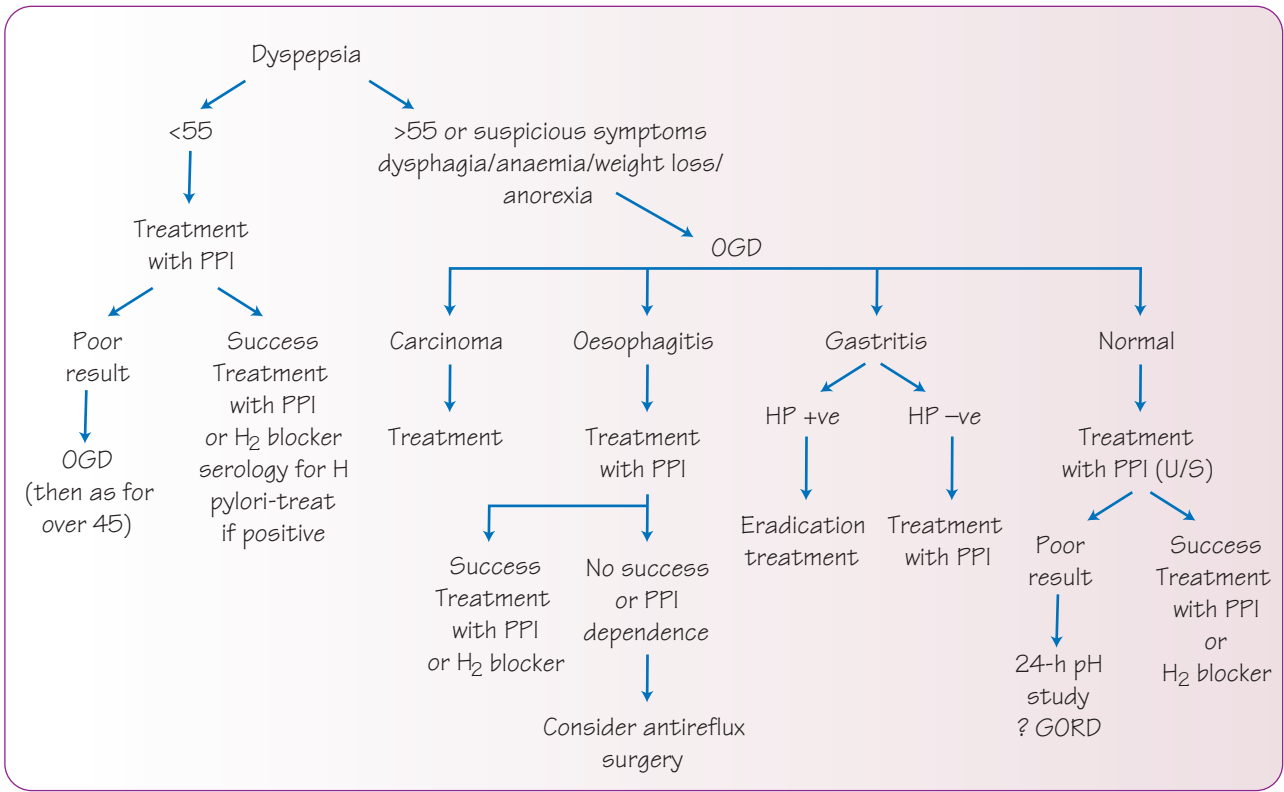 Dyspepsia
<55
>55 or suspicious symptoms
dysphagia/anaemia/weight loss/
anorexia
Treatment
with PPI
OGD
Poor
result
Success
Treatment
with PPI
or H₂ blocker
serology for H
pylori-treat
if positive
OGD
(then as for
over 45)
Carcinoma
Treatment
Oesophagitis
Treatment
with PPI
Success
Treatment
with PPI
or H₂ blocker
No success
or PPI
dependence
Consider antireflux
surgery
Gastritis
HP +ve
Eradication
treatment
HP –ve
Treatment
with PPI
Normal
Treatment
with PPI (U/S)
Poor
result
24-h pH
study
? GORD
Success
Treatment
with PPI
or
H₂ blocker